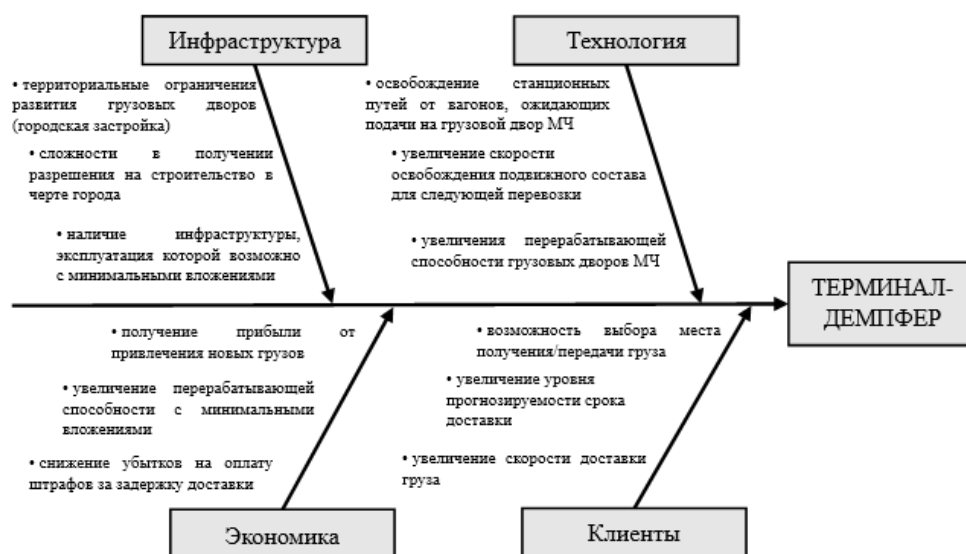 Инфраструктура
• территориальные ограничения
развития грузовых дворов
(городская застройка)
• сложности в получении
разрешения на строительство в
черте города
• наличие инфраструктуры,
эксплуатация которой возможно
с минимальными вложениями
Технология
• освобождение станционных
путей от вагонов, ожидающих
подачи на грузовой двор МЧ
• увеличение скорости
освобождения подвижного состава
для следующей перевозки
• увеличения перерабатывающей
способности грузовых дворов МЧ
ТЕРМИНАЛ-
ДЕМПФЕР
• получение прибыли от
привлечения новых грузов
• увеличение перерабатывающей
способности с минимальными
вложениями
• снижение убытков на оплату
штрафов за задержку доставки
Экономика
• возможность выбора места
получения/передачи груза
• увеличение уровня
прогнозируемости срока
доставки
• увеличение скорости доставки
груза
Клиенты